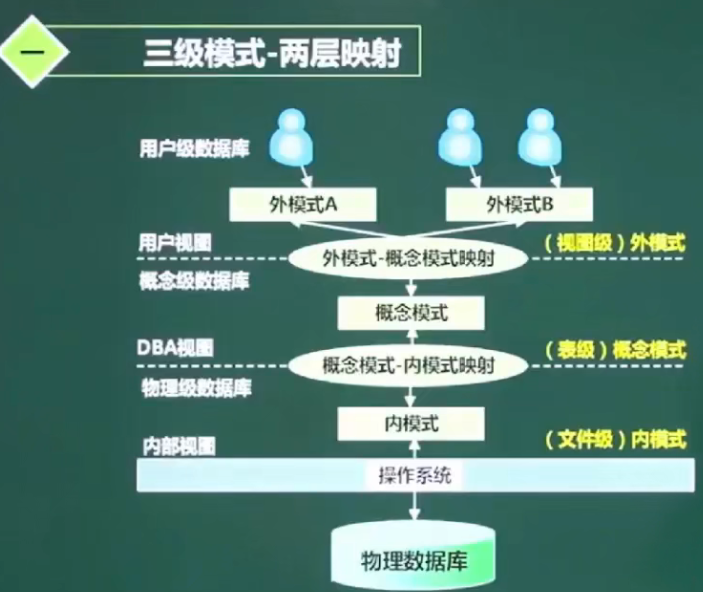 一
三级模式-两层映射
用户级数据库
外模式A
外模式B
用户视图
外模式-概念模式映射
（视图级）外模式
概念级数据库
概念模式
DBA视图
概念模式-内模式映射
（表级）概念模式
物理级数据库
内模式
内部视图
（文件级）内模式
操作系统
物理数据库